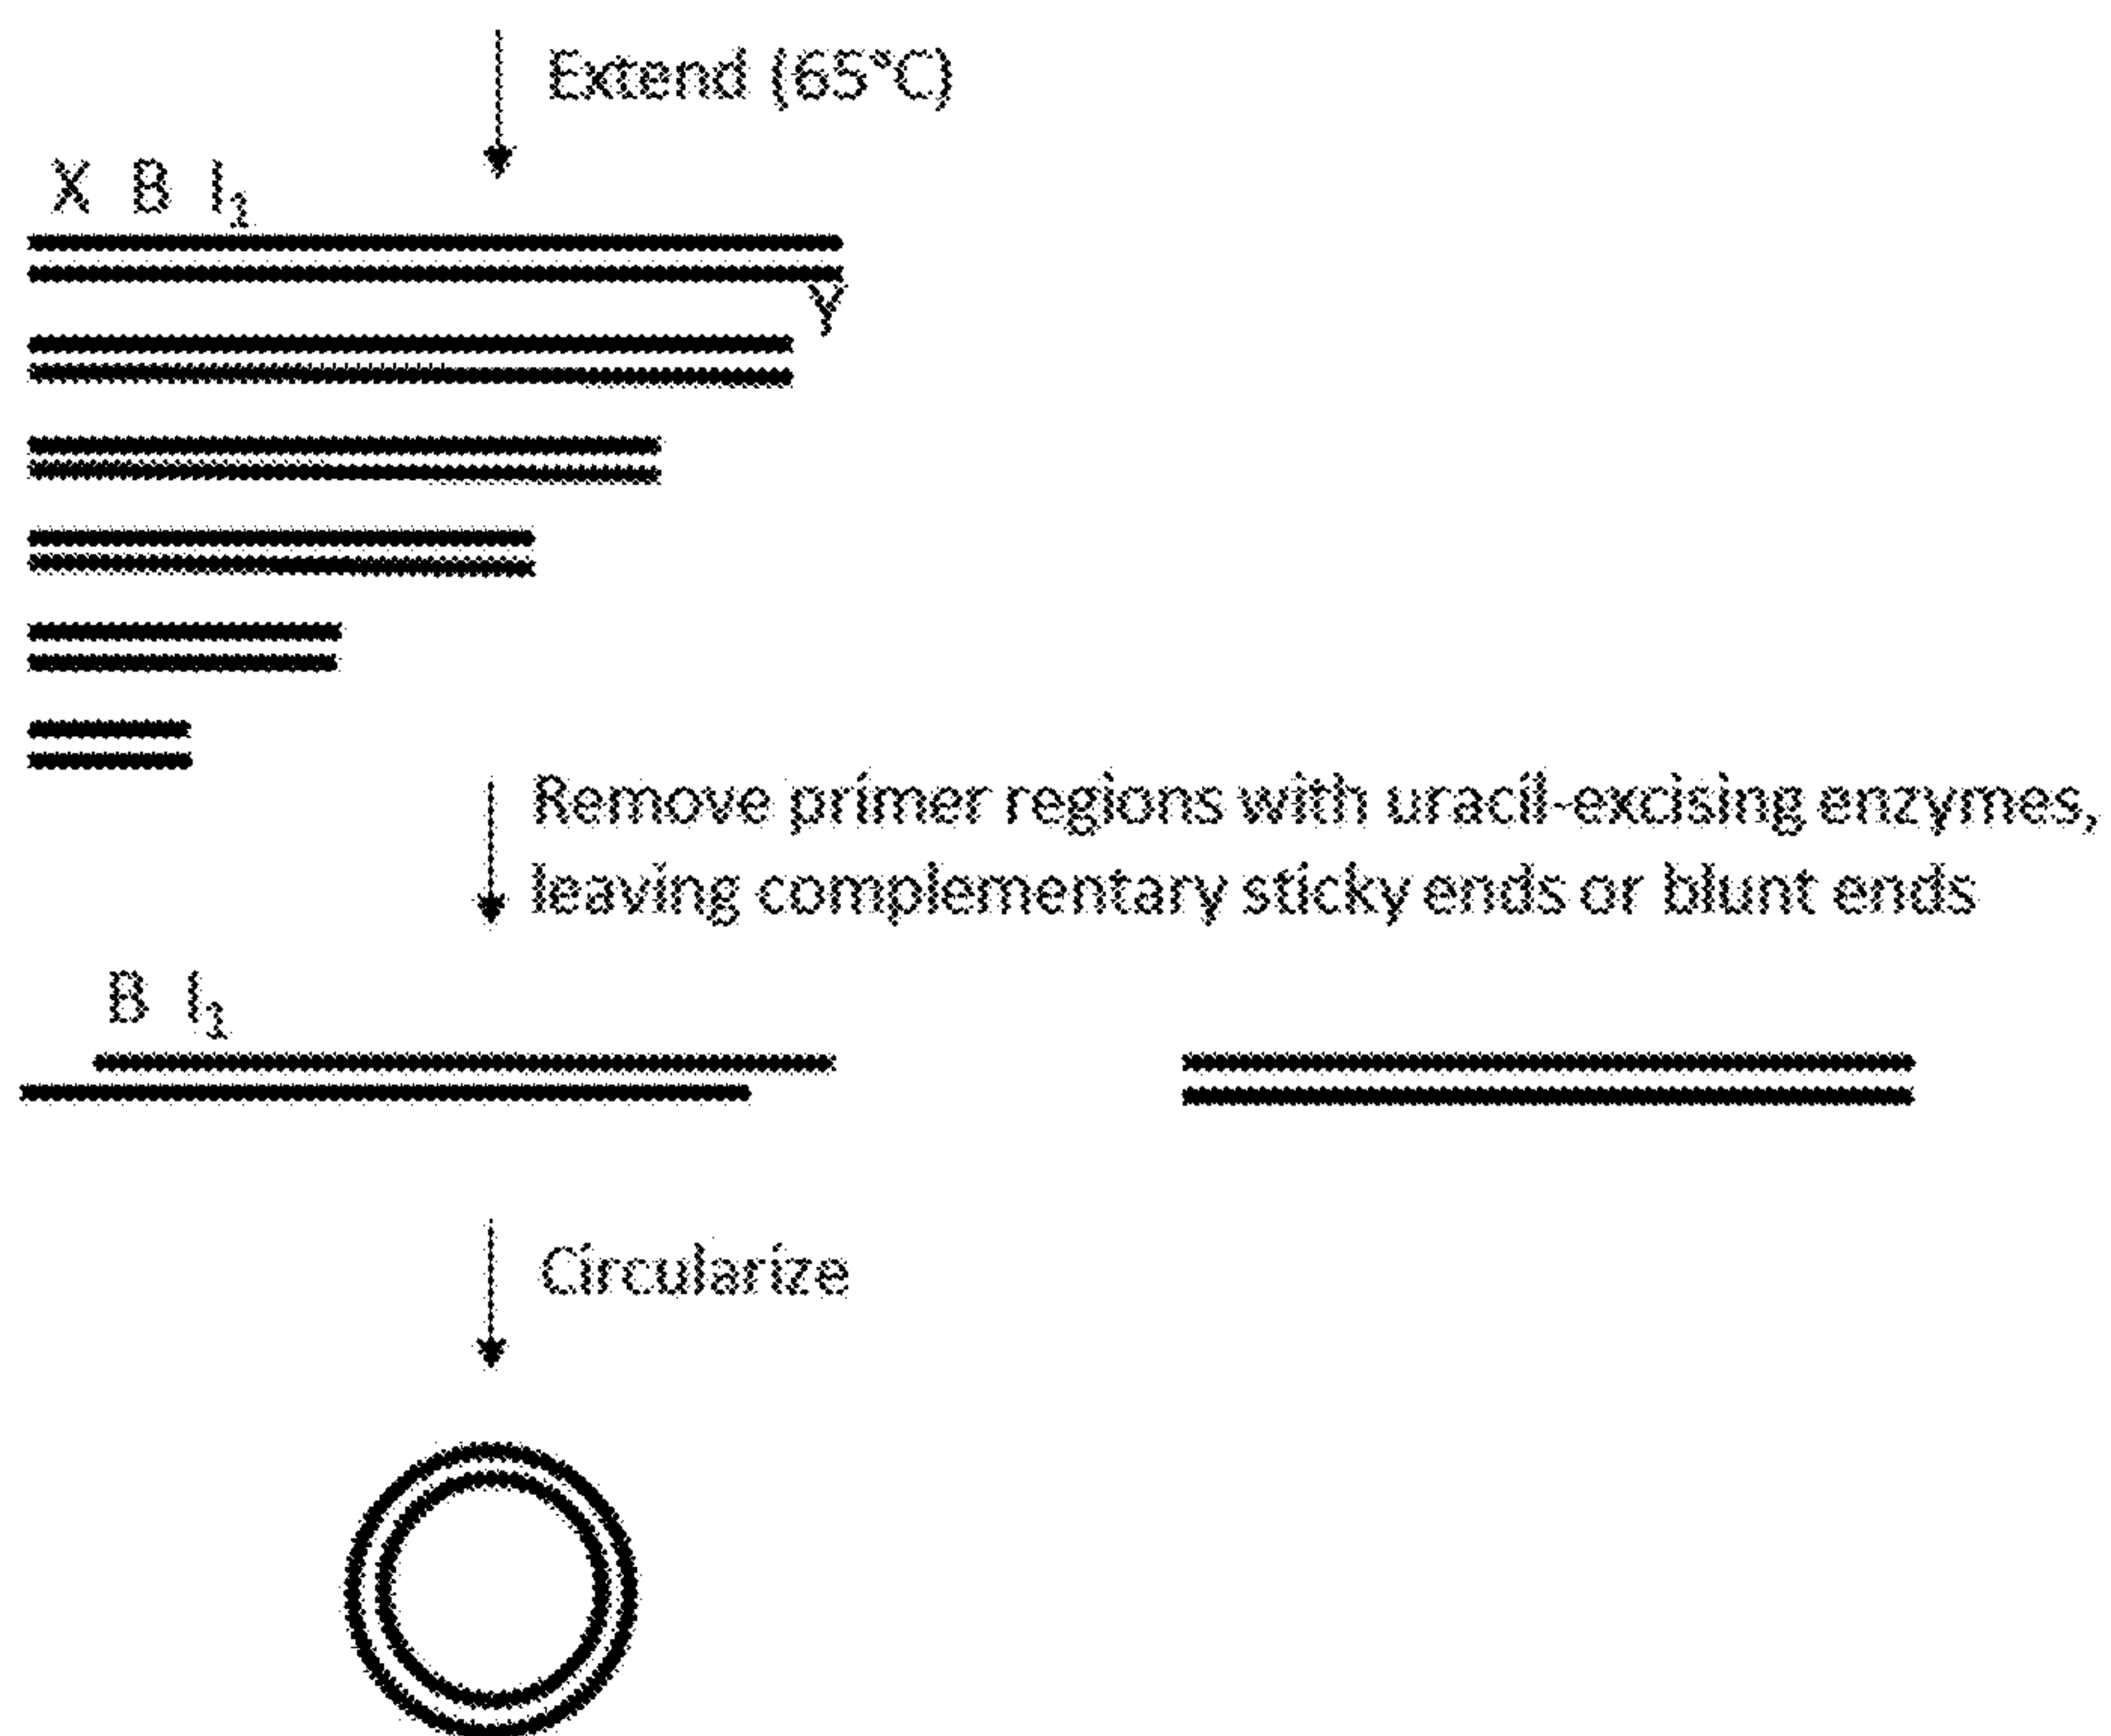 Extend (65°C)
X B I₁
Y
Remove primer regions with uracil-excising enzymes,
leaving complementary sticky ends or blunt ends
B I₁
Circularize